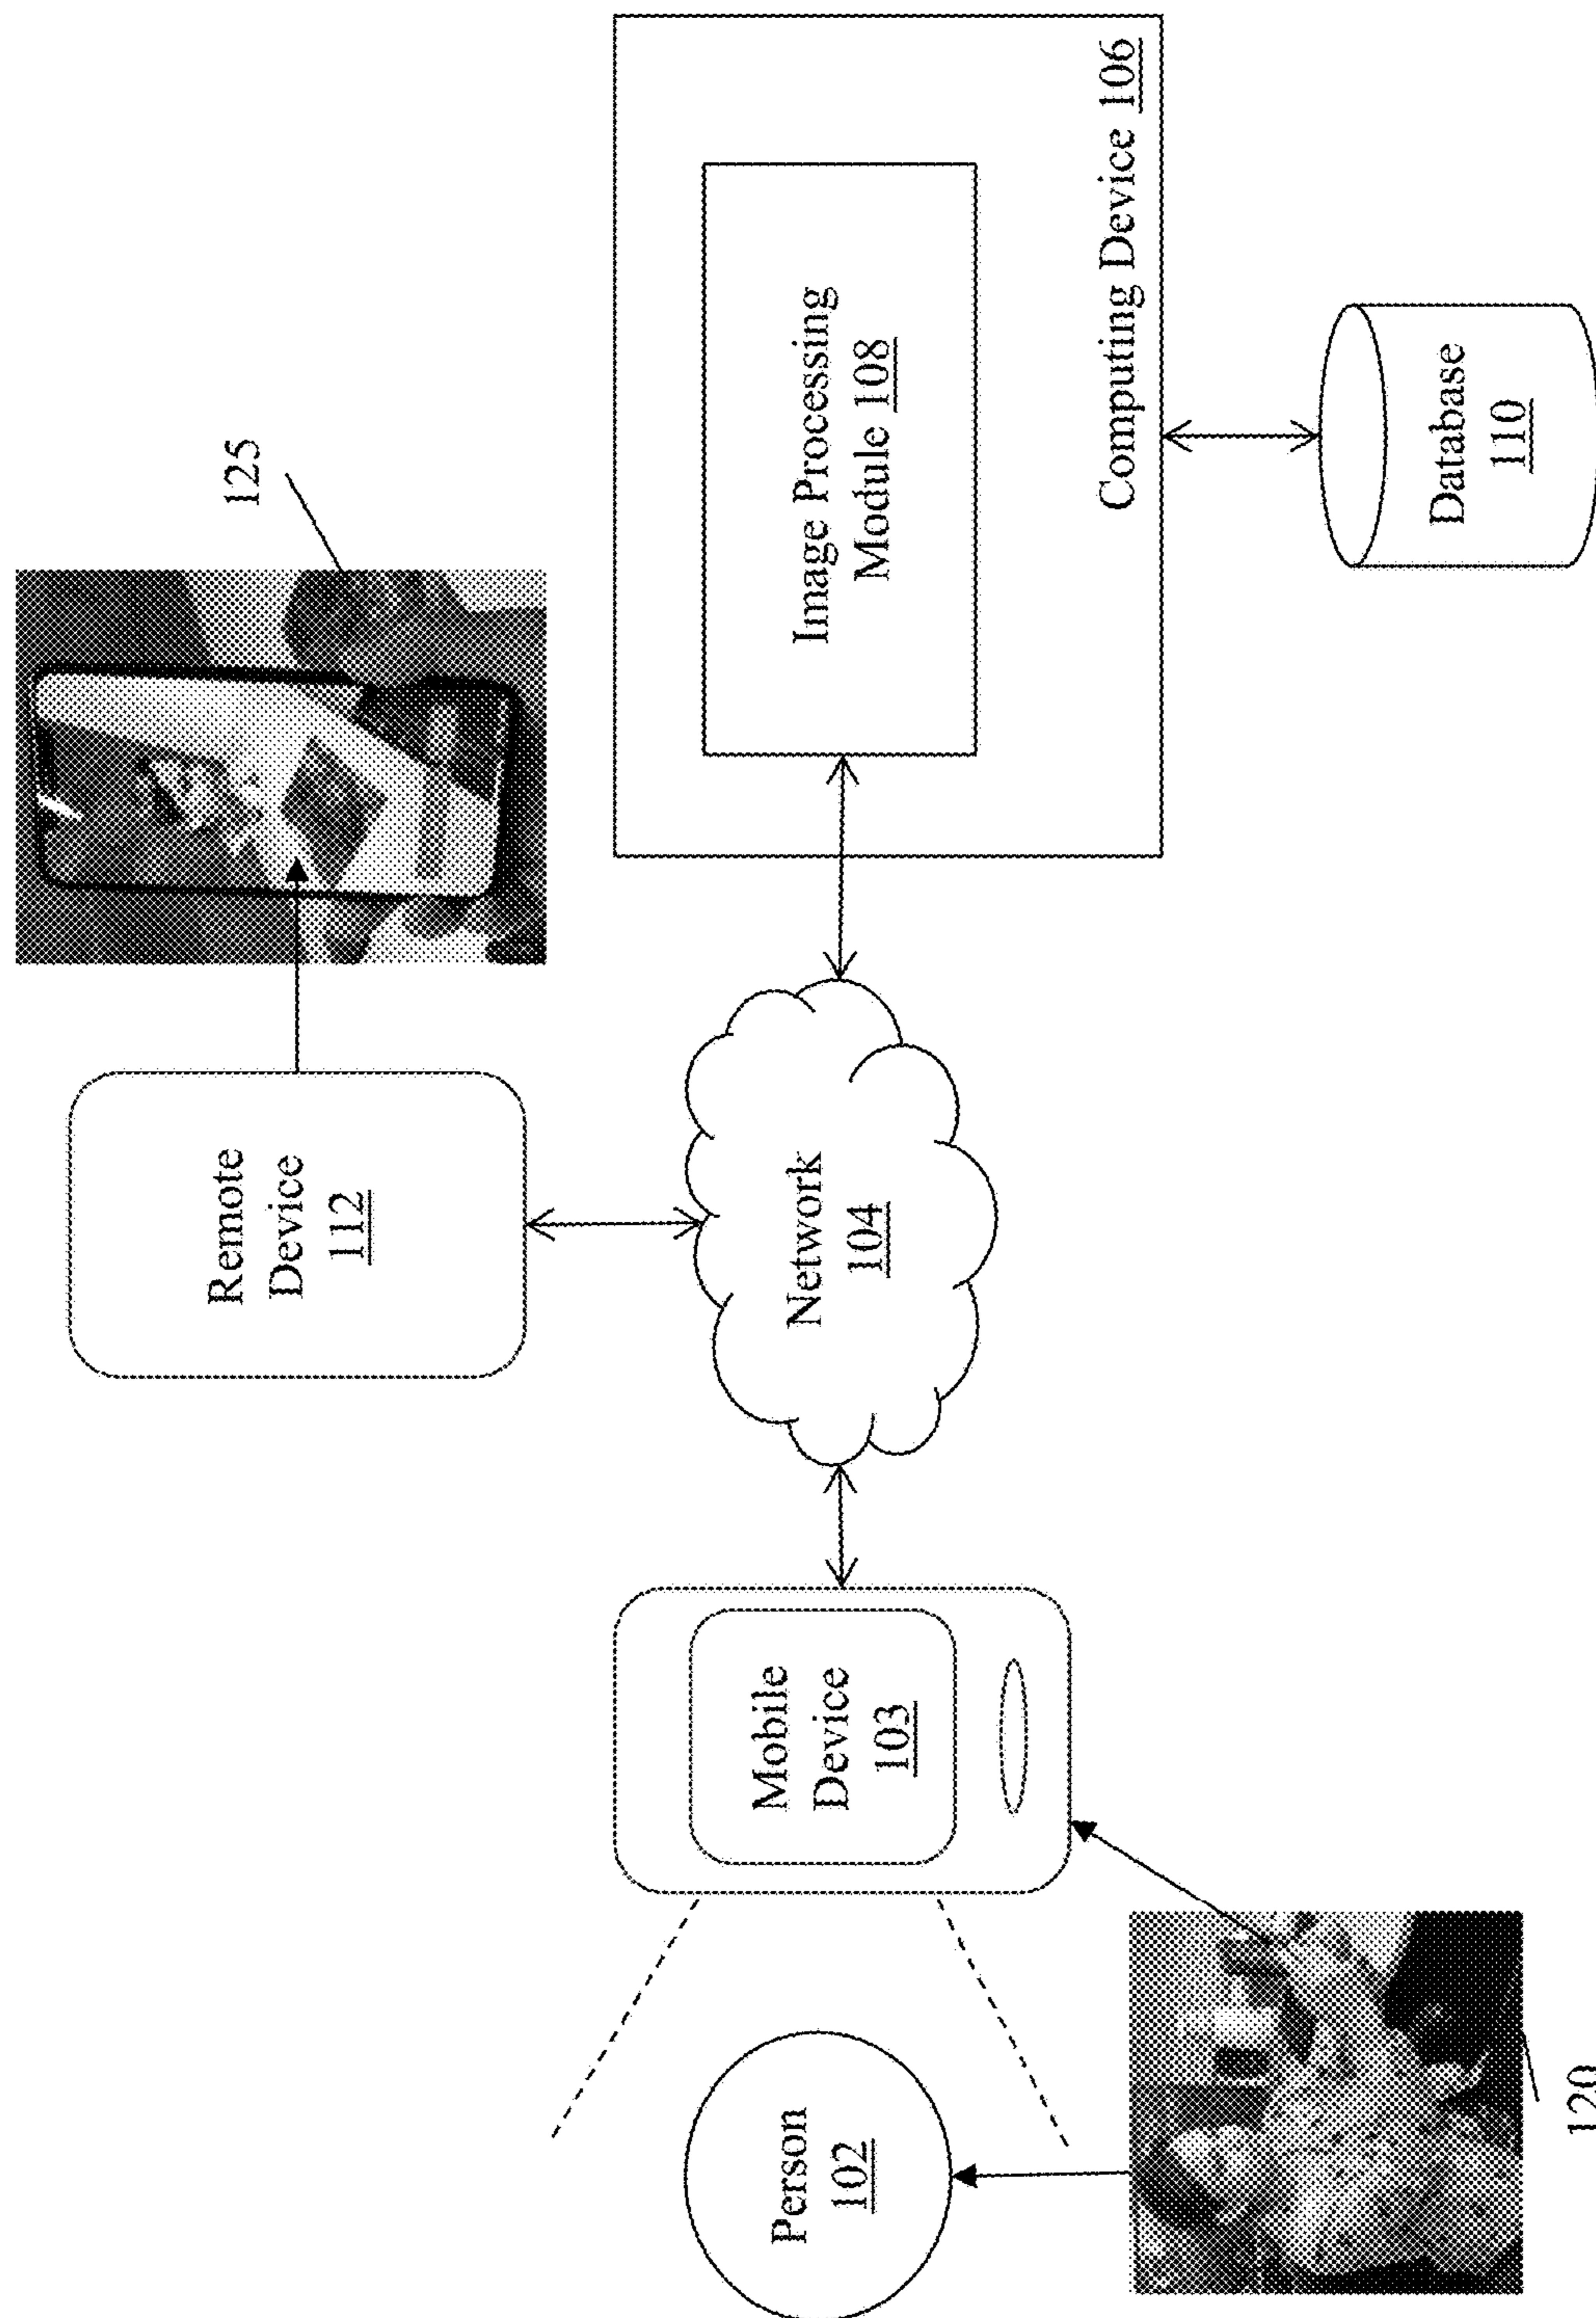 125
Remote
Device
112
Person
102
Mobile
Device
103
Network
104
Image Processing
Module 108
Computing Device 106
Database
110
120